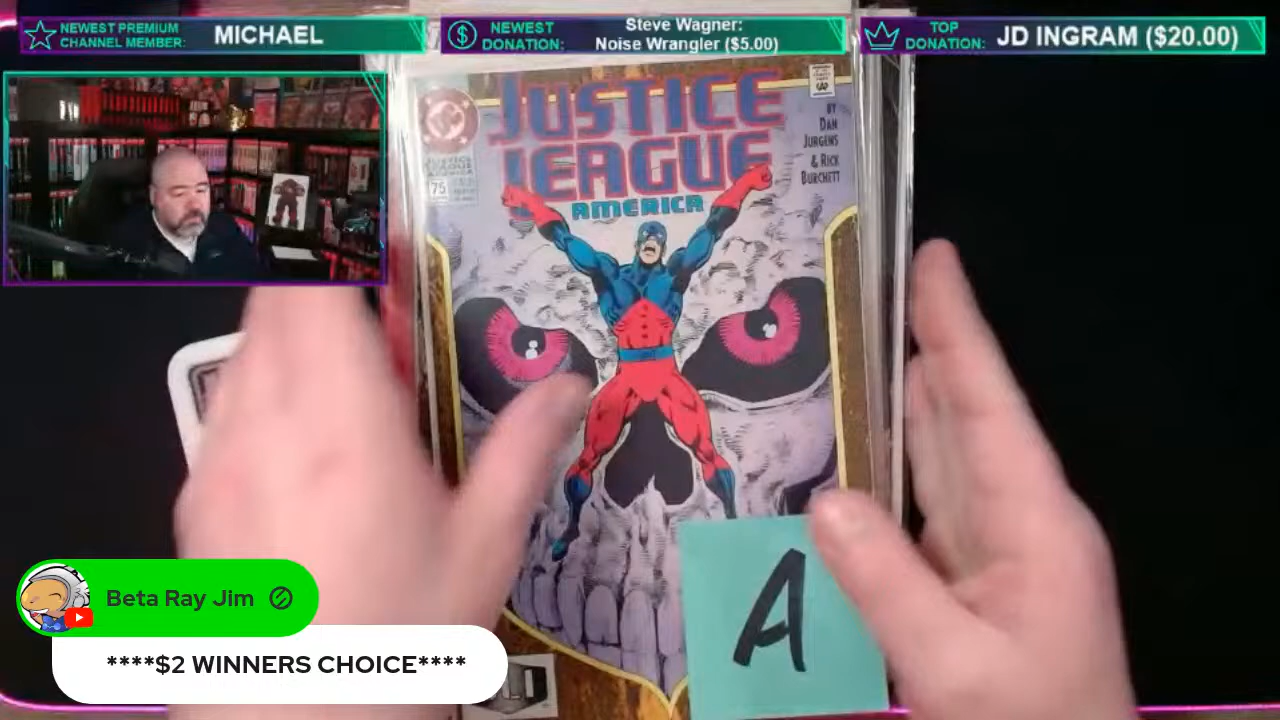 NEWEST PREMIUM
CHANNEL MEMBER:
MICHAEL
NEWEST
DONATION:
Steve Wagner:
Noise Wrangler ($5.00)
TOP
DONATION:
JD INGRAM ($20.00)
JUSTICE
LEAGUE
AMERICA
75
BY
DAN
JURGENS
& RICK
BURCHETT
A
Beta Ray Jim
****$2 WINNERS CHOICE****